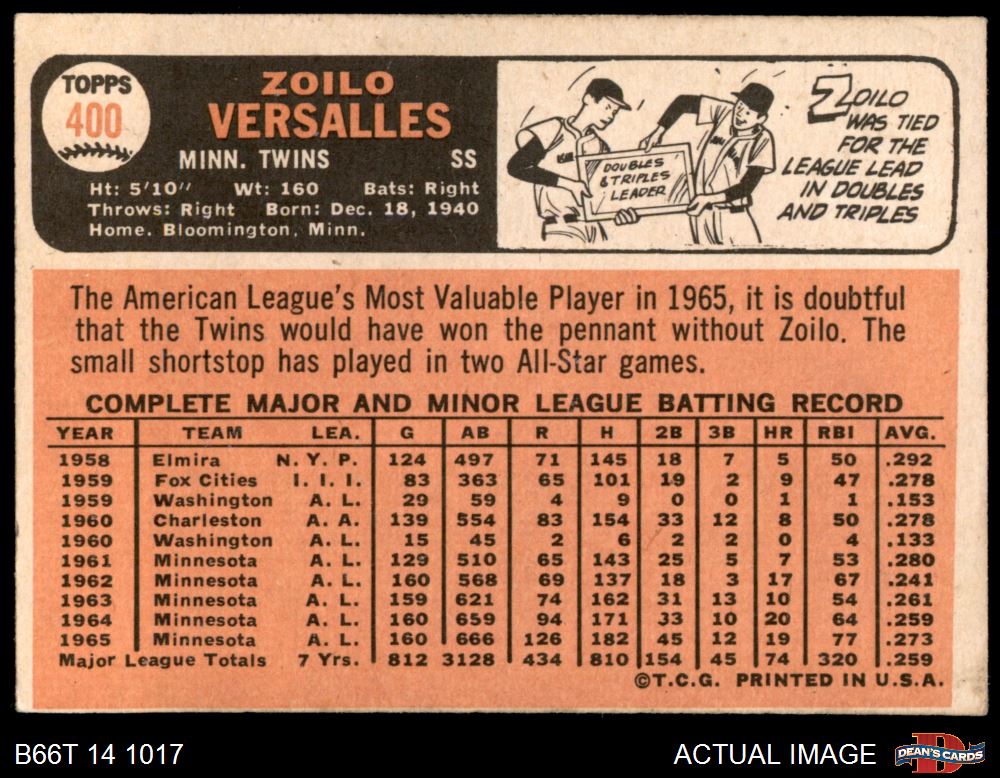 TOPPS
400
ZOILO
VERSALLES
MINN. TWINS SS
Ht: 5'10" Wt: 160 Bats: Right
Throws: Right Born: Dec. 18, 1940
Home. Bloomington, Minn.
DOUBLES
& TRIPLES
LEADER
ZOILO
WAS TIED
FOR THE
LEAGUE LEAD
IN DOUBLES
AND TRIPLES
The American League's Most Valuable Player in 1965, it is doubtful
that the Twins would have won the pennant without Zoilo. The
small shortstop has played in two All-Star games.
COMPLETE MAJOR AND MINOR LEAGUE BATTING RECORD
YEAR TEAM LEA. G AB R H 2B 3B HR RBI AVG.
1958 Elmira N. Y. P. 124 497 71 145 18 7 5 50 .292
1959 Fox Cities I. I. I. 83 363 65 101 19 2 9 47 .278
1959 Washington A. L. 29 59 4 9 0 0 1 1 .153
1960 Charleston A. A. 139 554 83 154 33 12 8 50 .278
1960 Washington A. L. 15 45 2 6 2 2 0 4 .133
1961 Minnesota A. L. 129 510 65 143 25 5 7 53 .280
1962 Minnesota A. L. 160 568 69 137 18 3 17 67 .241
1963 Minnesota A. L. 159 621 74 162 31 13 10 54 .261
1964 Minnesota A. L. 160 659 94 171 33 10 20 64 .259
1965 Minnesota A. L. 160 666 126 182 45 12 19 77 .273
Major League Totals 7 Yrs. 812 3128 434 810 154 45 74 320 .259
©T.C.G. PRINTED IN U.S.A.
B66T 14 1017
ACTUAL IMAGE
DEAN'S CARDS